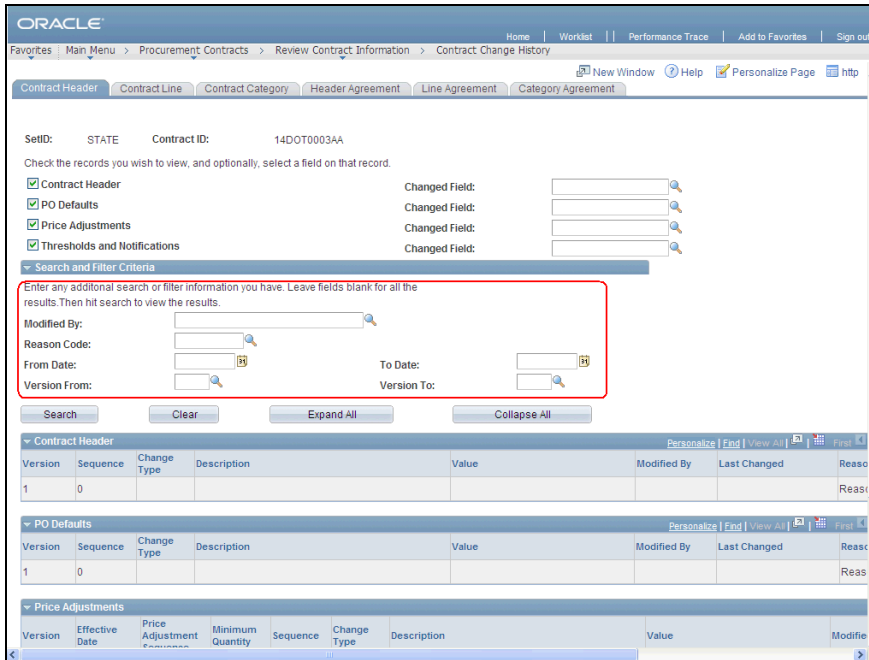 ORACLE
Home | Worklist | | Performance Trace | Add to Favorites | Sign out
Favorites | Main Menu > Procurement Contracts > Review Contract Information > Contract Change History
New Window Help Personalize Page http
Contract Header Contract Line Contract Category Header Agreement Line Agreement Category Agreement
SetID: STATE Contract ID: 14DOT0003AA
Check the records you wish to view, and optionally, select a field on that record.
Contract Header Changed Field:
PO Defaults Changed Field:
Price Adjustments Changed Field:
Thresholds and Notifications Changed Field:
Search and Filter Criteria
Enter any additonal search or filter information you have. Leave fields blank for all the
results.Then hit search to view the results.
Modified By:
Reason Code:
From Date: 31 To Date: 31
Version From: Version To:
Search Clear Expand All Collapse All
Contract Header Personalize | Find | View All | | First
Version Sequence Change Type Description Value Modified By Last Changed Reaso
1 0 Reaso
PO Defaults Personalize | Find | View All | | First
Version Sequence Change Type Description Value Modified By Last Changed Reaso
1 0 Reas
Price Adjustments
Version Effective Date Price Adjustment Sequence Minimum Quantity Sequence Change Type Description Value Modifie